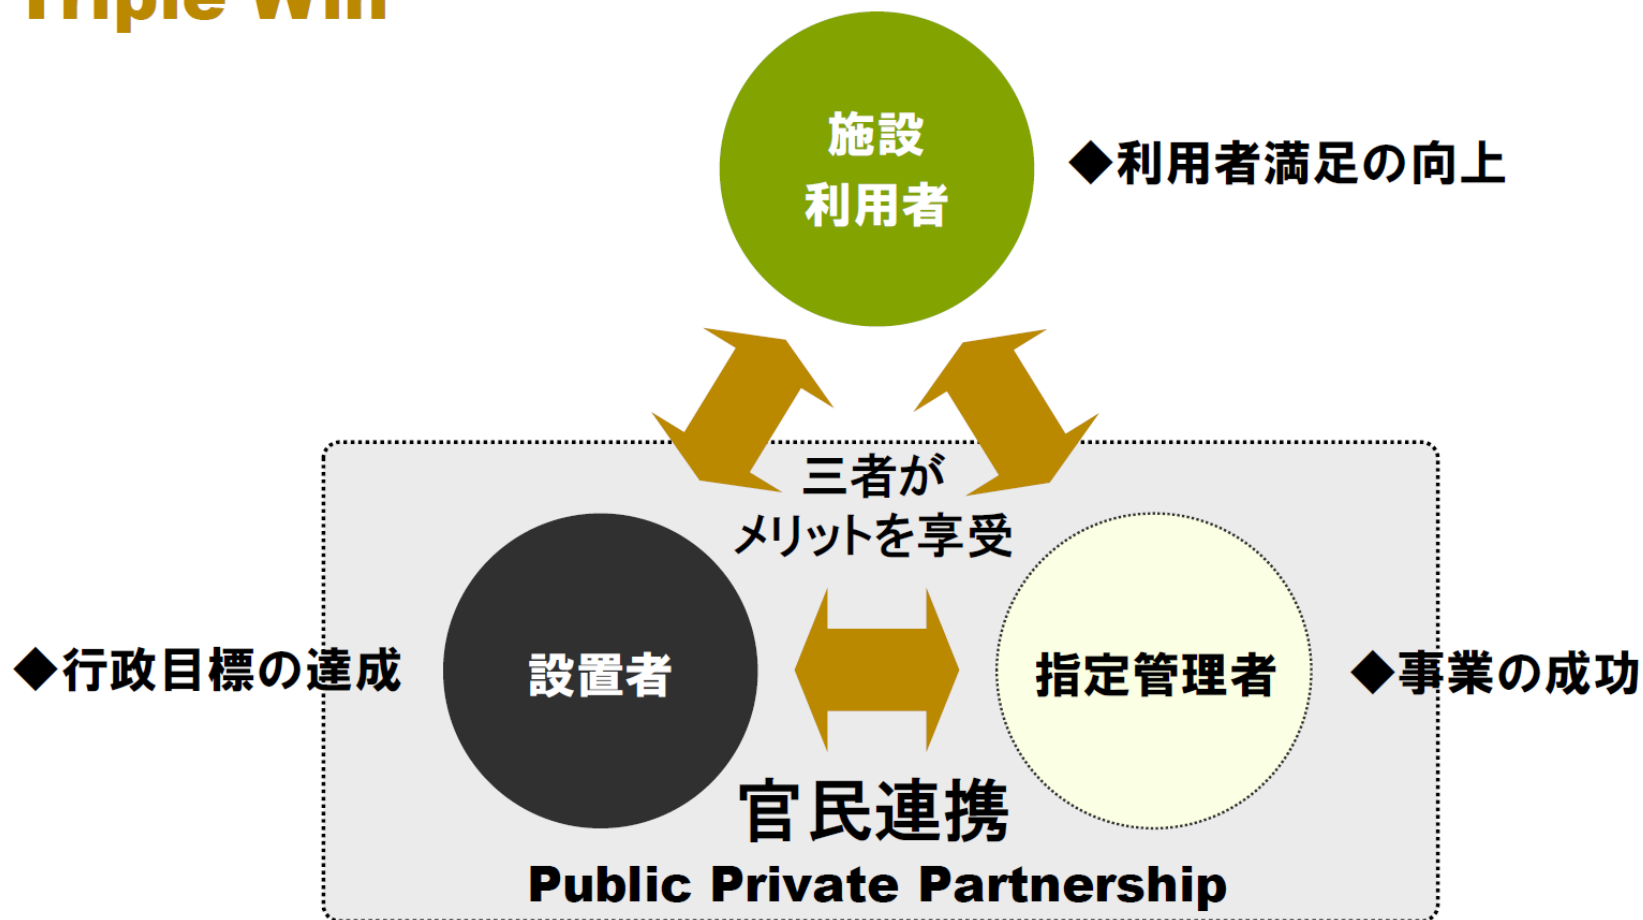 Triple Win
施設
利用者
◆利用者満足の向上
三者が
メリットを享受
◆行政目標の達成
設置者
指定管理者
◆事業の成功
官民連携
Public Private Partnership